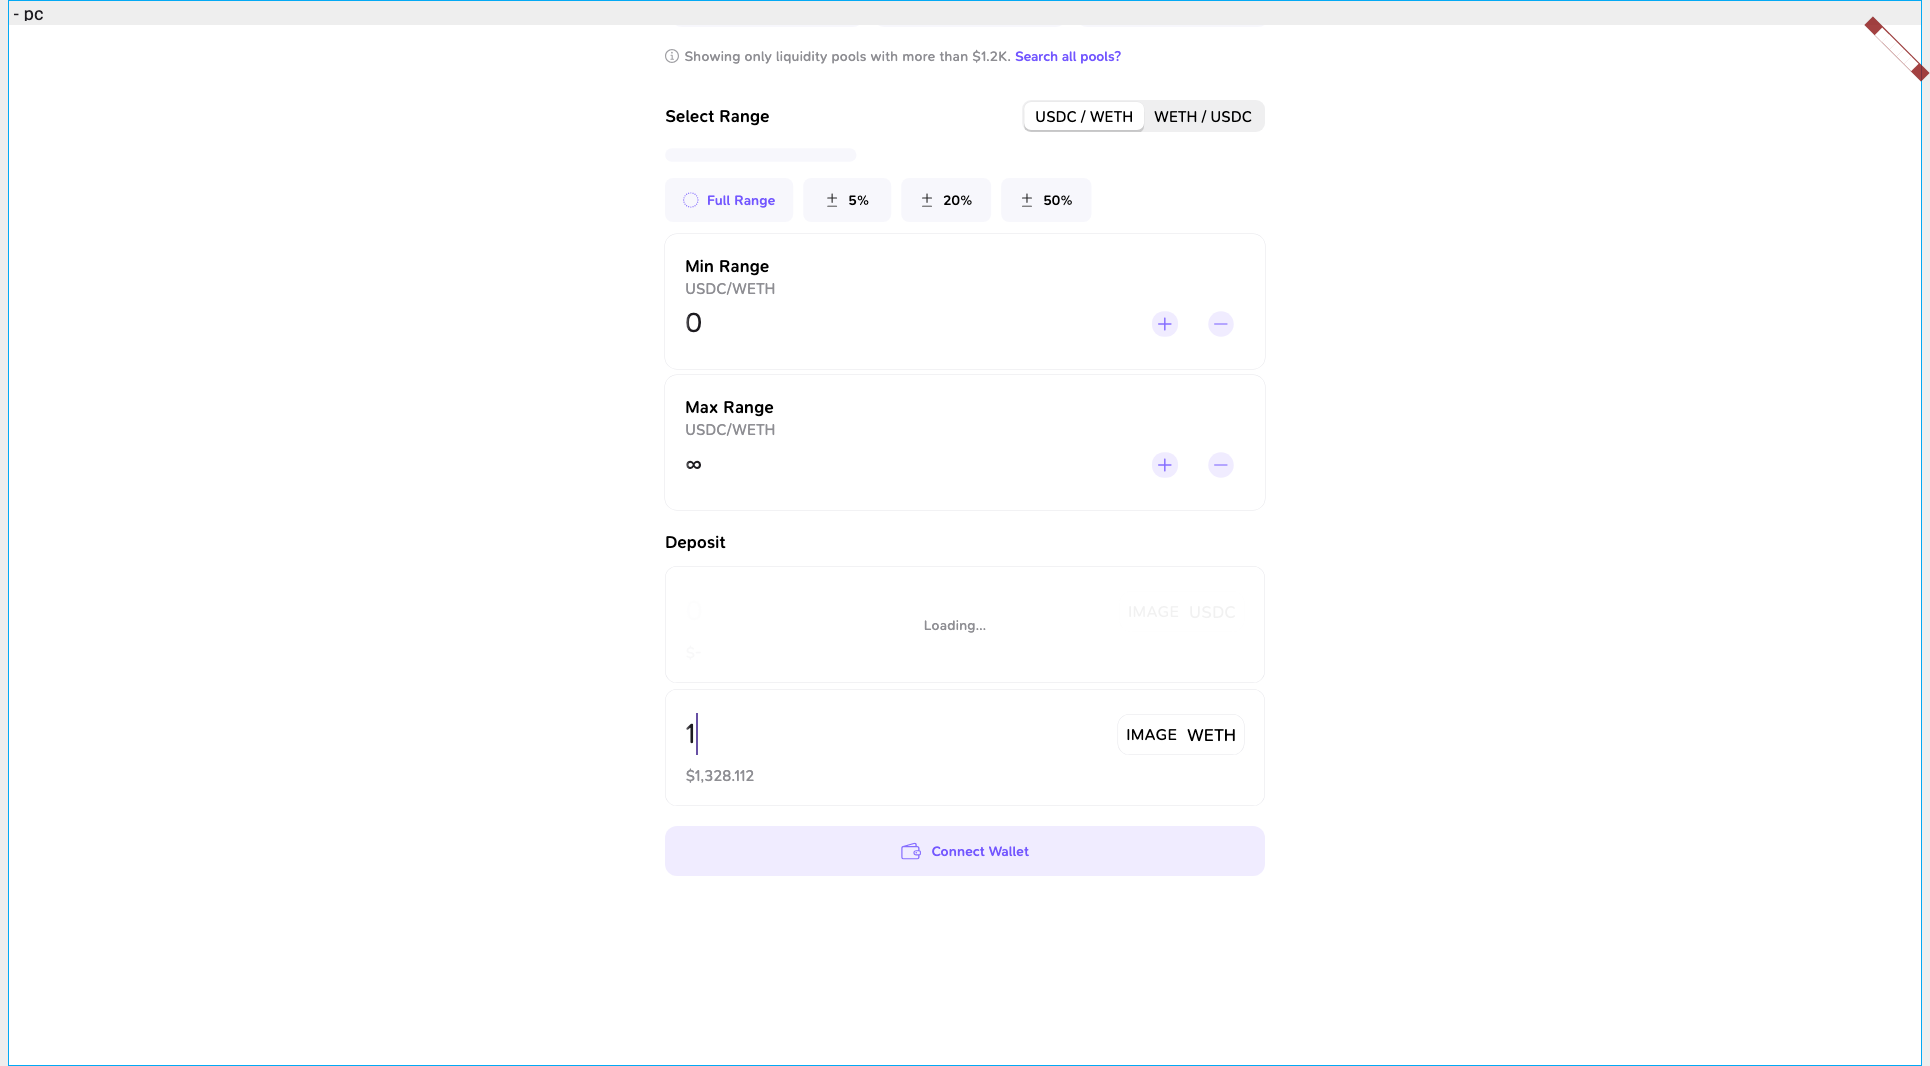 - pc
Showing only liquidity pools with more than $1.2K. Search all pools?
Select Range
USDC / WETH WETH / USDC
Full Range ± 5% ± 20% ± 50%
Min Range
USDC/WETH
0
Max Range
USDC/WETH
∞
Deposit
0 IMAGE USDC
Loading...
$-
1 IMAGE WETH
$1,328.112
Connect Wallet